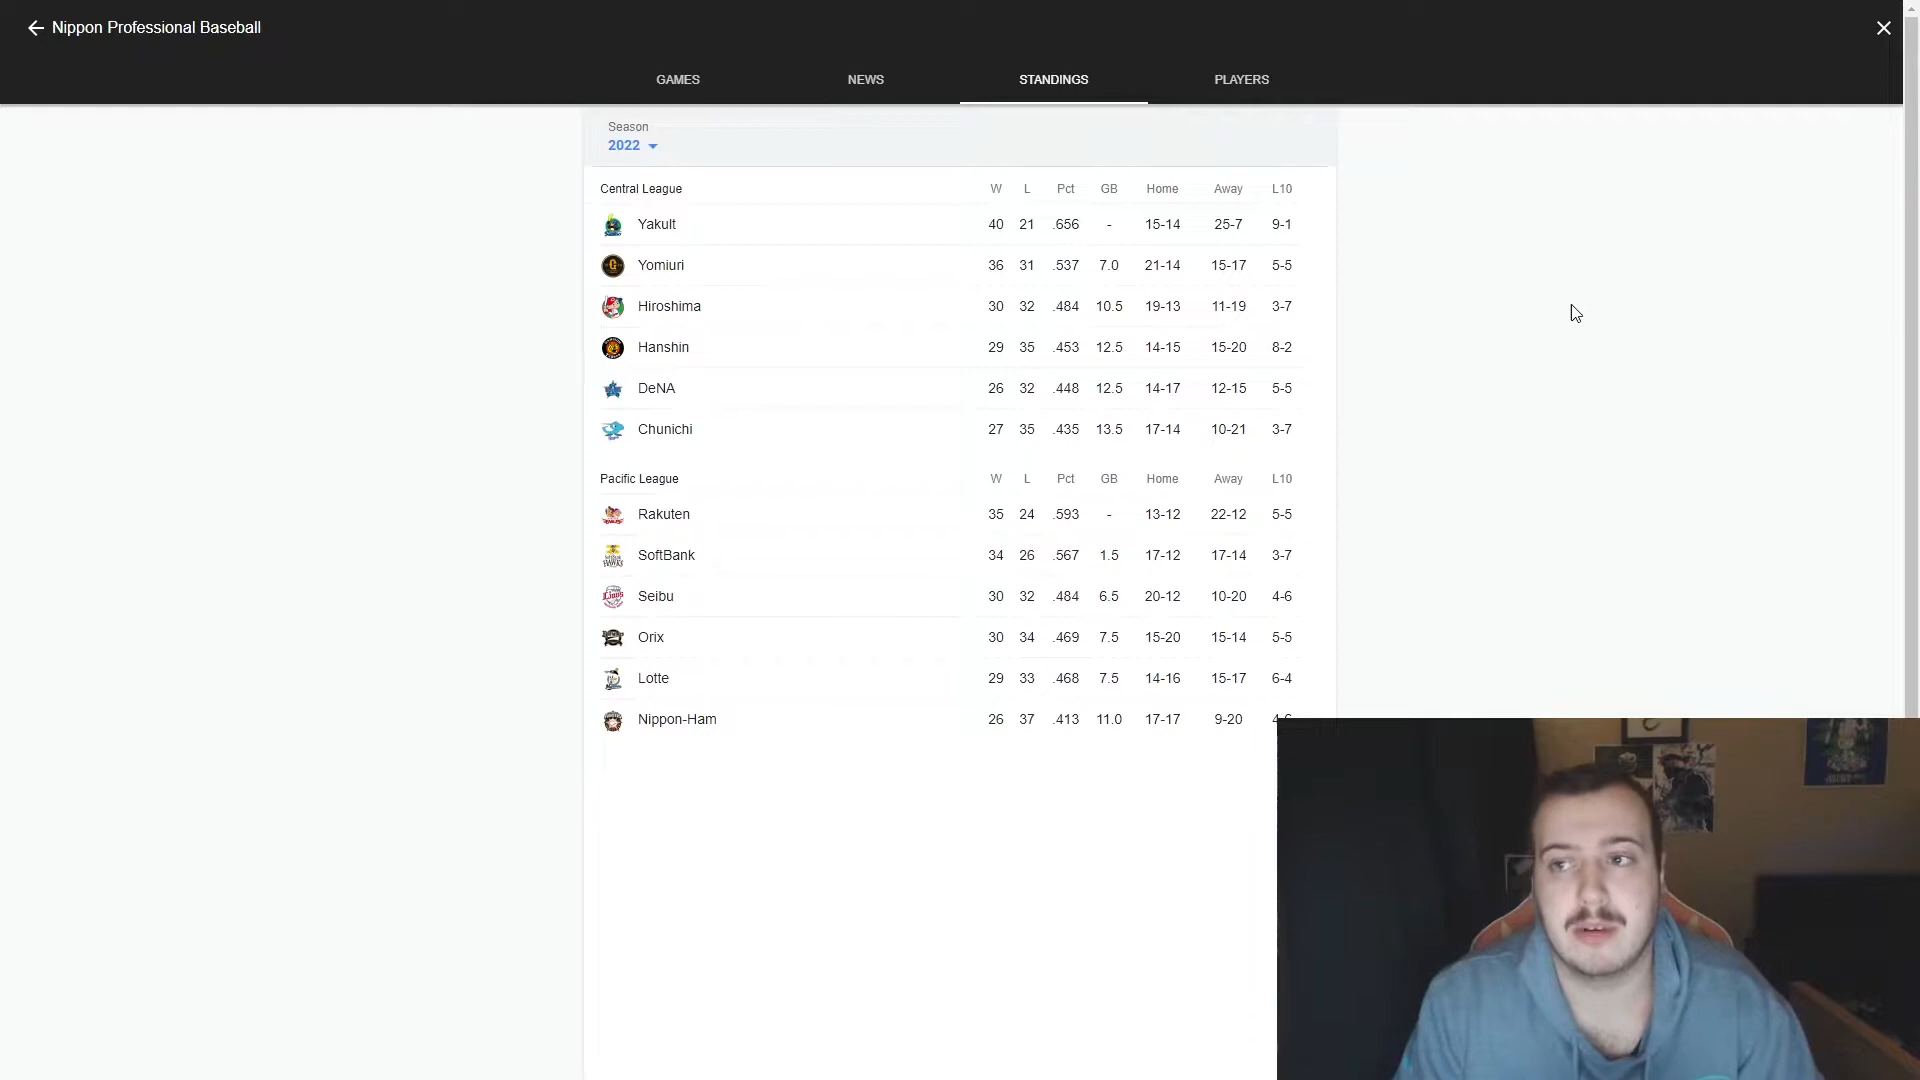 Nippon Professional Baseball
GAMES NEWS STANDINGS PLAYERS
Season
2022
Central League W L Pct GB Home Away L10
Yakult 40 21 .656 - 15-14 25-7 9-1
Yomiuri 36 31 .537 7.0 21-14 15-17 5-5
Hiroshima 30 32 .484 10.5 19-13 11-19 3-7
Hanshin 29 35 .453 12.5 14-15 15-20 8-2
DeNA 26 32 .448 12.5 14-17 12-15 5-5
Chunichi 27 35 .435 13.5 17-14 10-21 3-7
Pacific League W L Pct GB Home Away L10
Rakuten 35 24 .593 - 13-12 22-12 5-5
SoftBank 34 26 .567 1.5 17-12 17-14 3-7
Seibu 30 32 .484 6.5 20-12 10-20 4-6
Orix 30 34 .469 7.5 15-20 15-14 5-5
Lotte 29 33 .468 7.5 14-16 15-17 6-4
Nippon-Ham 26 37 .413 11.0 17-17 9-20